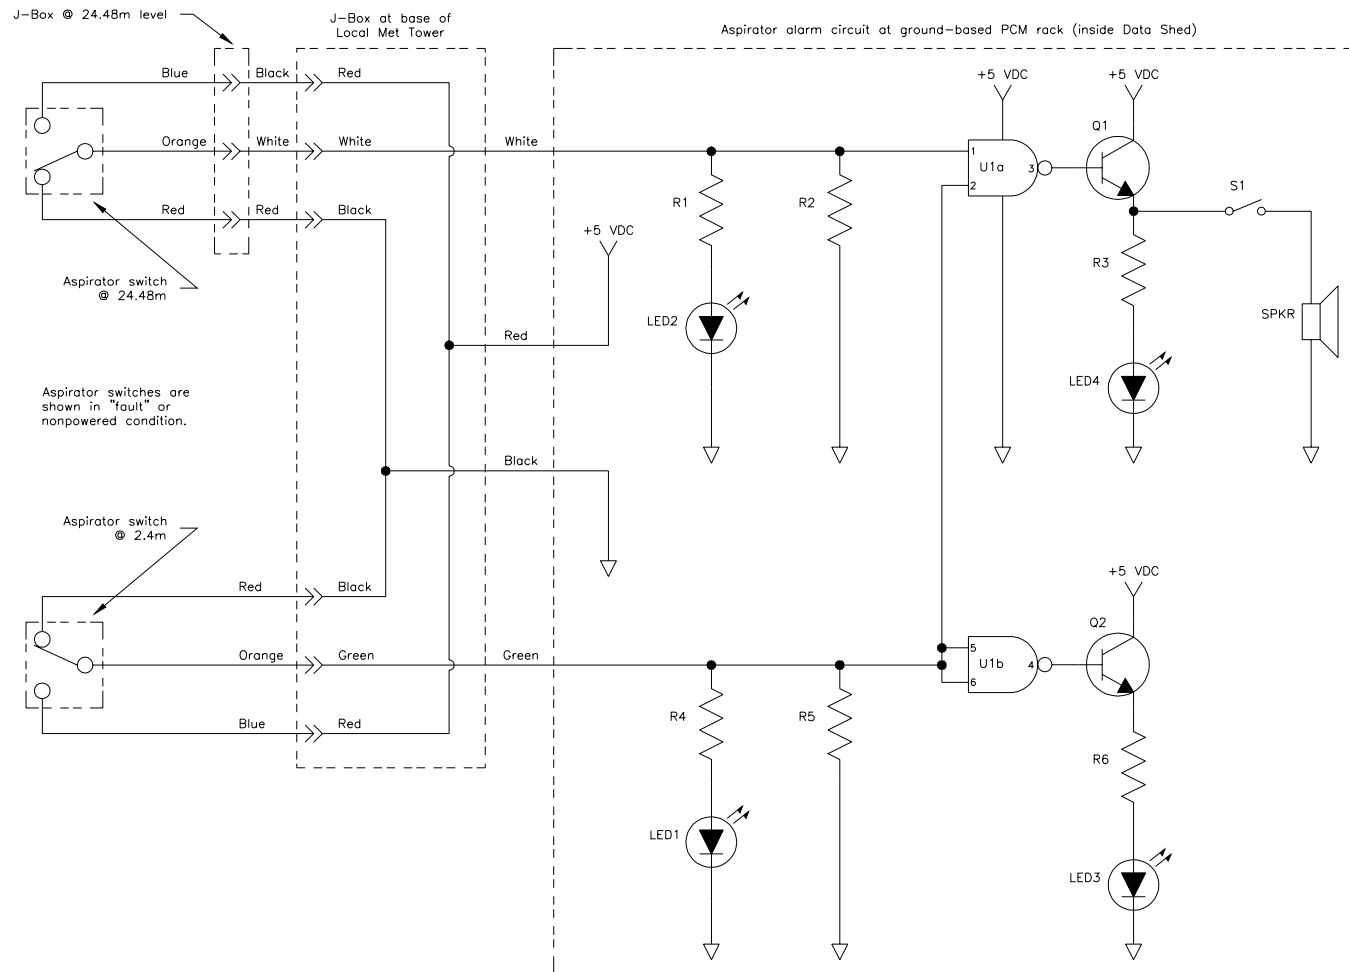 J-Box @ 24.48m level
J-Box at base of
Local Met Tower
Aspirator alarm circuit at ground-based PCM rack (inside Data Shed)
Blue
Black
Red
+5 VDC
+5 VDC
Q1
Orange
White
White
White
1
U1a
3
2
S1
Red
Red
Black
R1
R2
+5 VDC
R3
Aspirator switch
@ 24.48m
LED2
SPKR
Red
LED4
Aspirator switches are
shown in "fault" or
nonpowered condition.
Black
Aspirator switch
@ 2.4m
+5 VDC
Red
Black
Q2
Orange
Green
Green
5
U1b
4
6
Blue
Red
R4
R5
R6
LED1
LED3